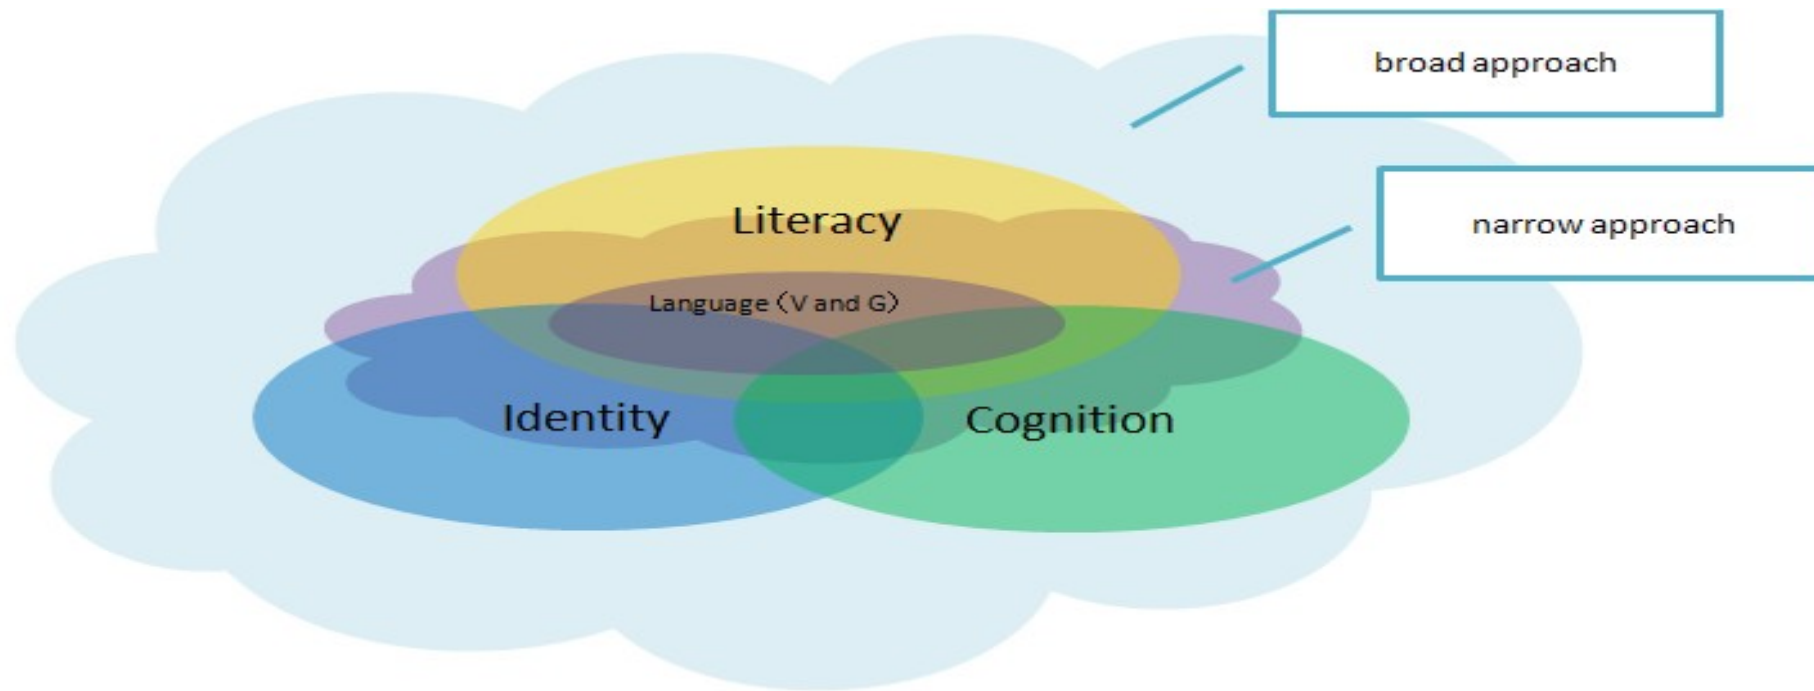 broad approach
narrow approach
Literacy
Language（V and G）
Identity
Cognition